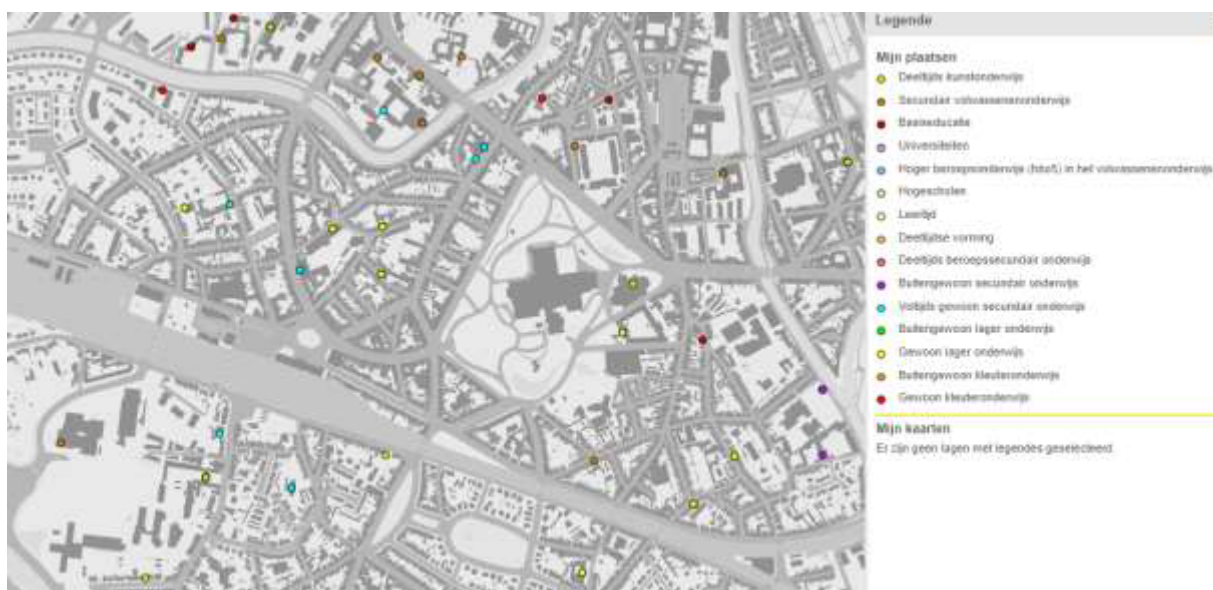 Legende
Mijn plaatsen
Deeltijds kunstonderwijs
Secundair volwassenenonderwijs
Basiseducatie
Universiteiten
Hoger beroepsonderwijs (hbo5) in het volwassenenonderwijs
Hogescholen
Leertijd
Deeltijdse vorming
Deeltijds beroepssecundair onderwijs
Buitengewoon secundair onderwijs
Voltijds gewoon secundair onderwijs
Buitengewoon lager onderwijs
Gewoon lager onderwijs
Buitengewoon kleuteronderwijs
Gewoon kleuteronderwijs
Mijn kaarten
Er zijn geen lagen met legendes geselecteerd.